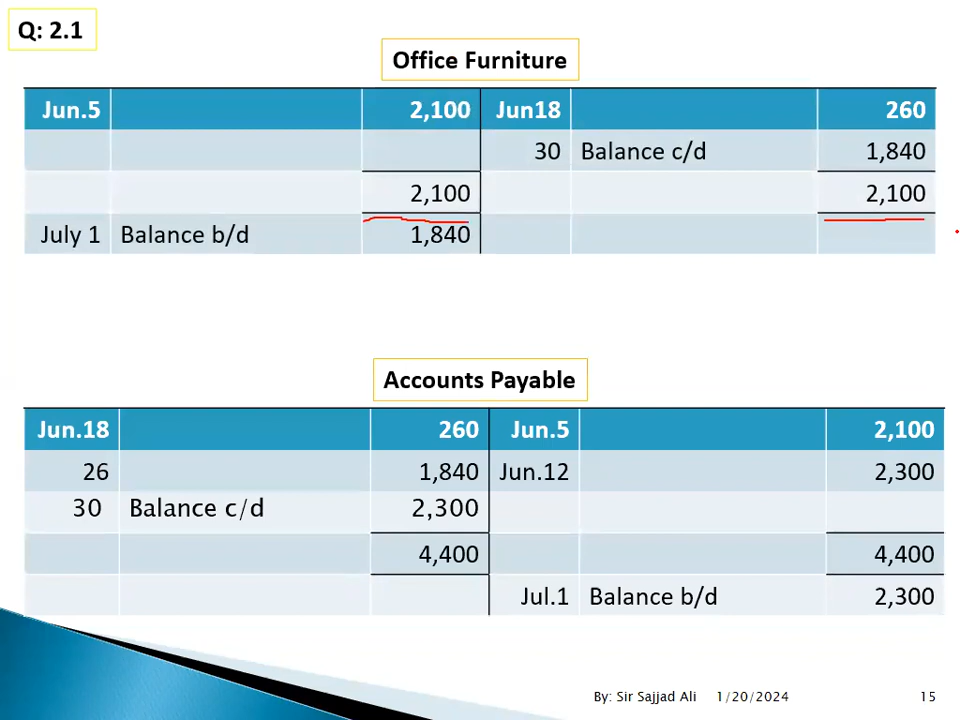 Q: 2.1
Office Furniture
Jun.5 2,100 Jun18 260
30 Balance c/d 1,840
2,100 2,100
July 1 Balance b/d 1,840
Accounts Payable
Jun.18 260 Jun.5 2,100
26 1,840 Jun.12 2,300
30 Balance c/d 2,300
4,400 4,400
Jul.1 Balance b/d 2,300
By: Sir Sajjad Ali 1/20/2024 15